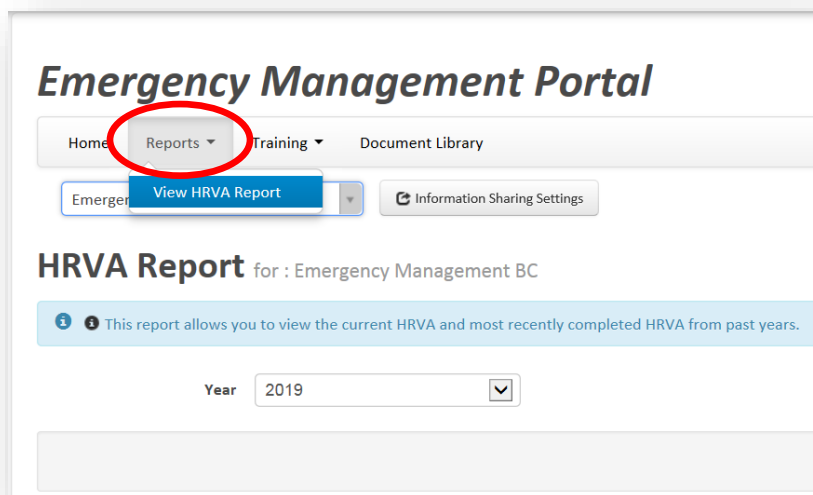 Emergency Management Portal
Home Reports Training Document Library
View HRVA Report
Emerger Information Sharing Settings
HRVA Report for : Emergency Management BC
This report allows you to view the current HRVA and most recently completed HRVA from past years.
Year 2019